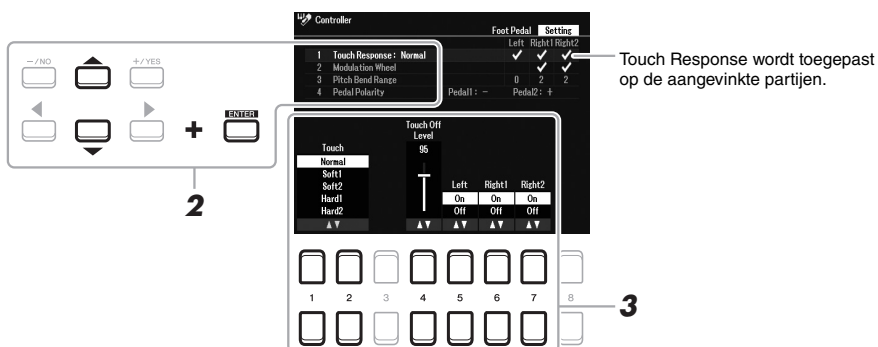 Controller
Foot Pedal Setting
Left Right1 Right2
1 Touch Response: Normal
2 Modulation Wheel
3 Pitch Bend Range 0 2 2
4 Pedal Polarity Pedal1: − Pedal2: +
Touch Response wordt toegepast
op de aangevinkte partijen.
−/NO
+/YES
ENTER
+
2
Touch Off
Level
Touch 95
Normal
Soft1
Soft2 Left Right1 Right2
Hard1 On On On
Hard2 Off Off Off
1 2 3 4 5 6 7 8
3